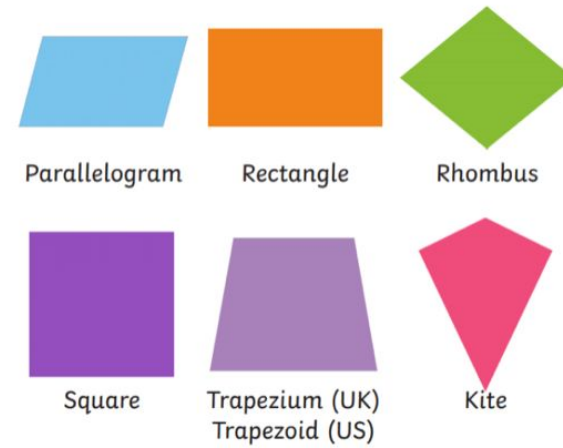 Parallelogram
Rectangle
Rhombus
Square
Trapezium (UK)
Trapezoid (US)
Kite